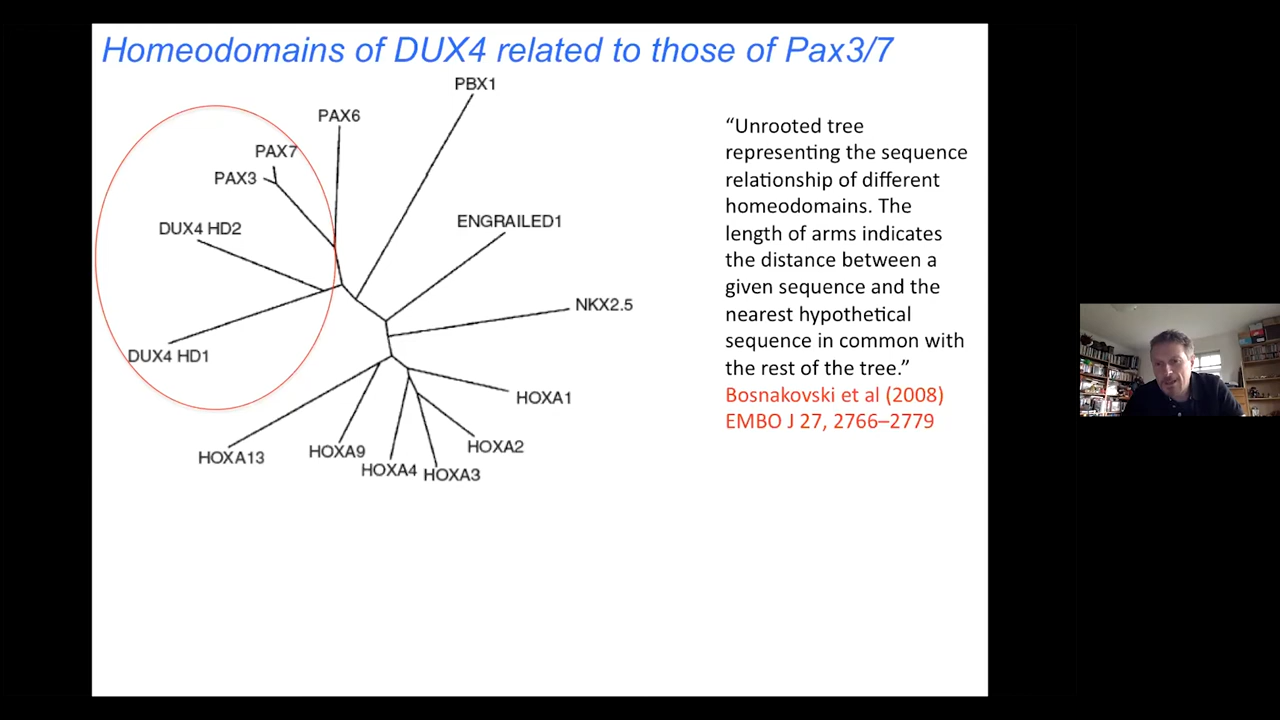 Homeodomains of DUX4 related to those of Pax3/7
PBX1
PAX6
PAX7
PAX3
DUX4 HD2
ENGRAILED1
NKX2.5
DUX4 HD1
HOXA1
HOXA2
HOXA13
HOXA9
HOXA4
HOXA3
“Unrooted tree
representing the sequence
relationship of different
homeodomains. The
length of arms indicates
the distance between a
given sequence and the
nearest hypothetical
sequence in common with
the rest of the tree.”
Bosnakovski et al (2008)
EMBO J 27, 2766–2779